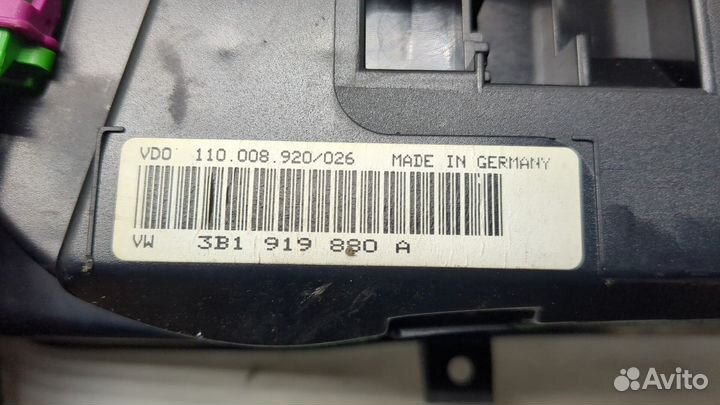 VDO 110.008.920/026 MADE IN GERMANY
VW 3B1 919 880 A
Avito